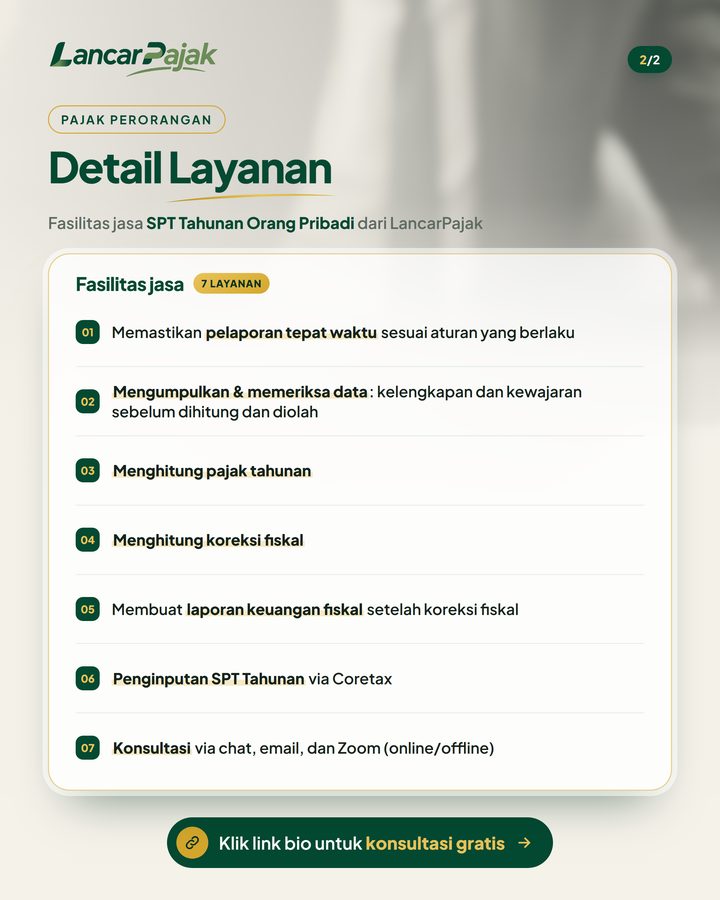 LancarPajak
2/2
PAJAK PERORANGAN
Detail Layanan
Fasilitas jasa SPT Tahunan Orang Pribadi dari LancarPajak
Fasilitas jasa 7 LAYANAN
01 Memastikan pelaporan tepat waktu sesuai aturan yang berlaku
02 Mengumpulkan & memeriksa data: kelengkapan dan kewajaran
sebelum dihitung dan diolah
03 Menghitung pajak tahunan
04 Menghitung koreksi fiskal
05 Membuat laporan keuangan fiskal setelah koreksi fiskal
06 Penginputan SPT Tahunan via Coretax
07 Konsultasi via chat, email, dan Zoom (online/offline)
Klik link bio untuk konsultasi gratis →